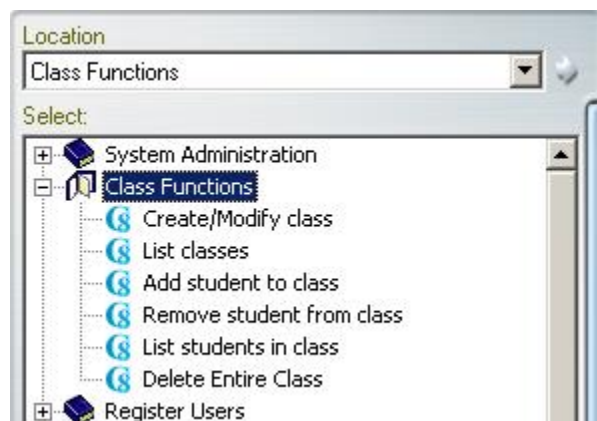 Location
Class Functions
Select:
System Administration
Class Functions
Create/Modify class
List classes
Add student to class
Remove student from class
List students in class
Delete Entire Class
Register Users